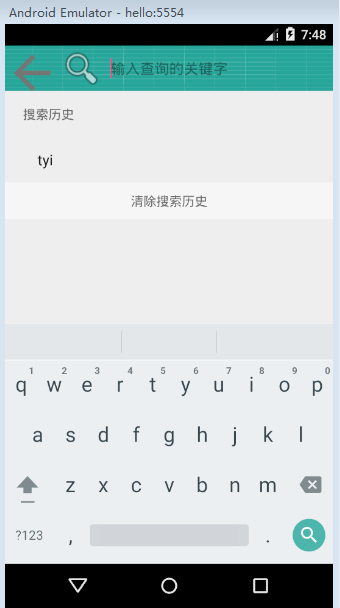 Android Emulator - hello:5554
7:48
输入查询的关键字
搜索历史
tyi
清除搜索历史
1 2 3 4 5 6 7 8 9 0
q w e r t y u i o p
a s d f g h j k l
z x c v b n m
?123 , .